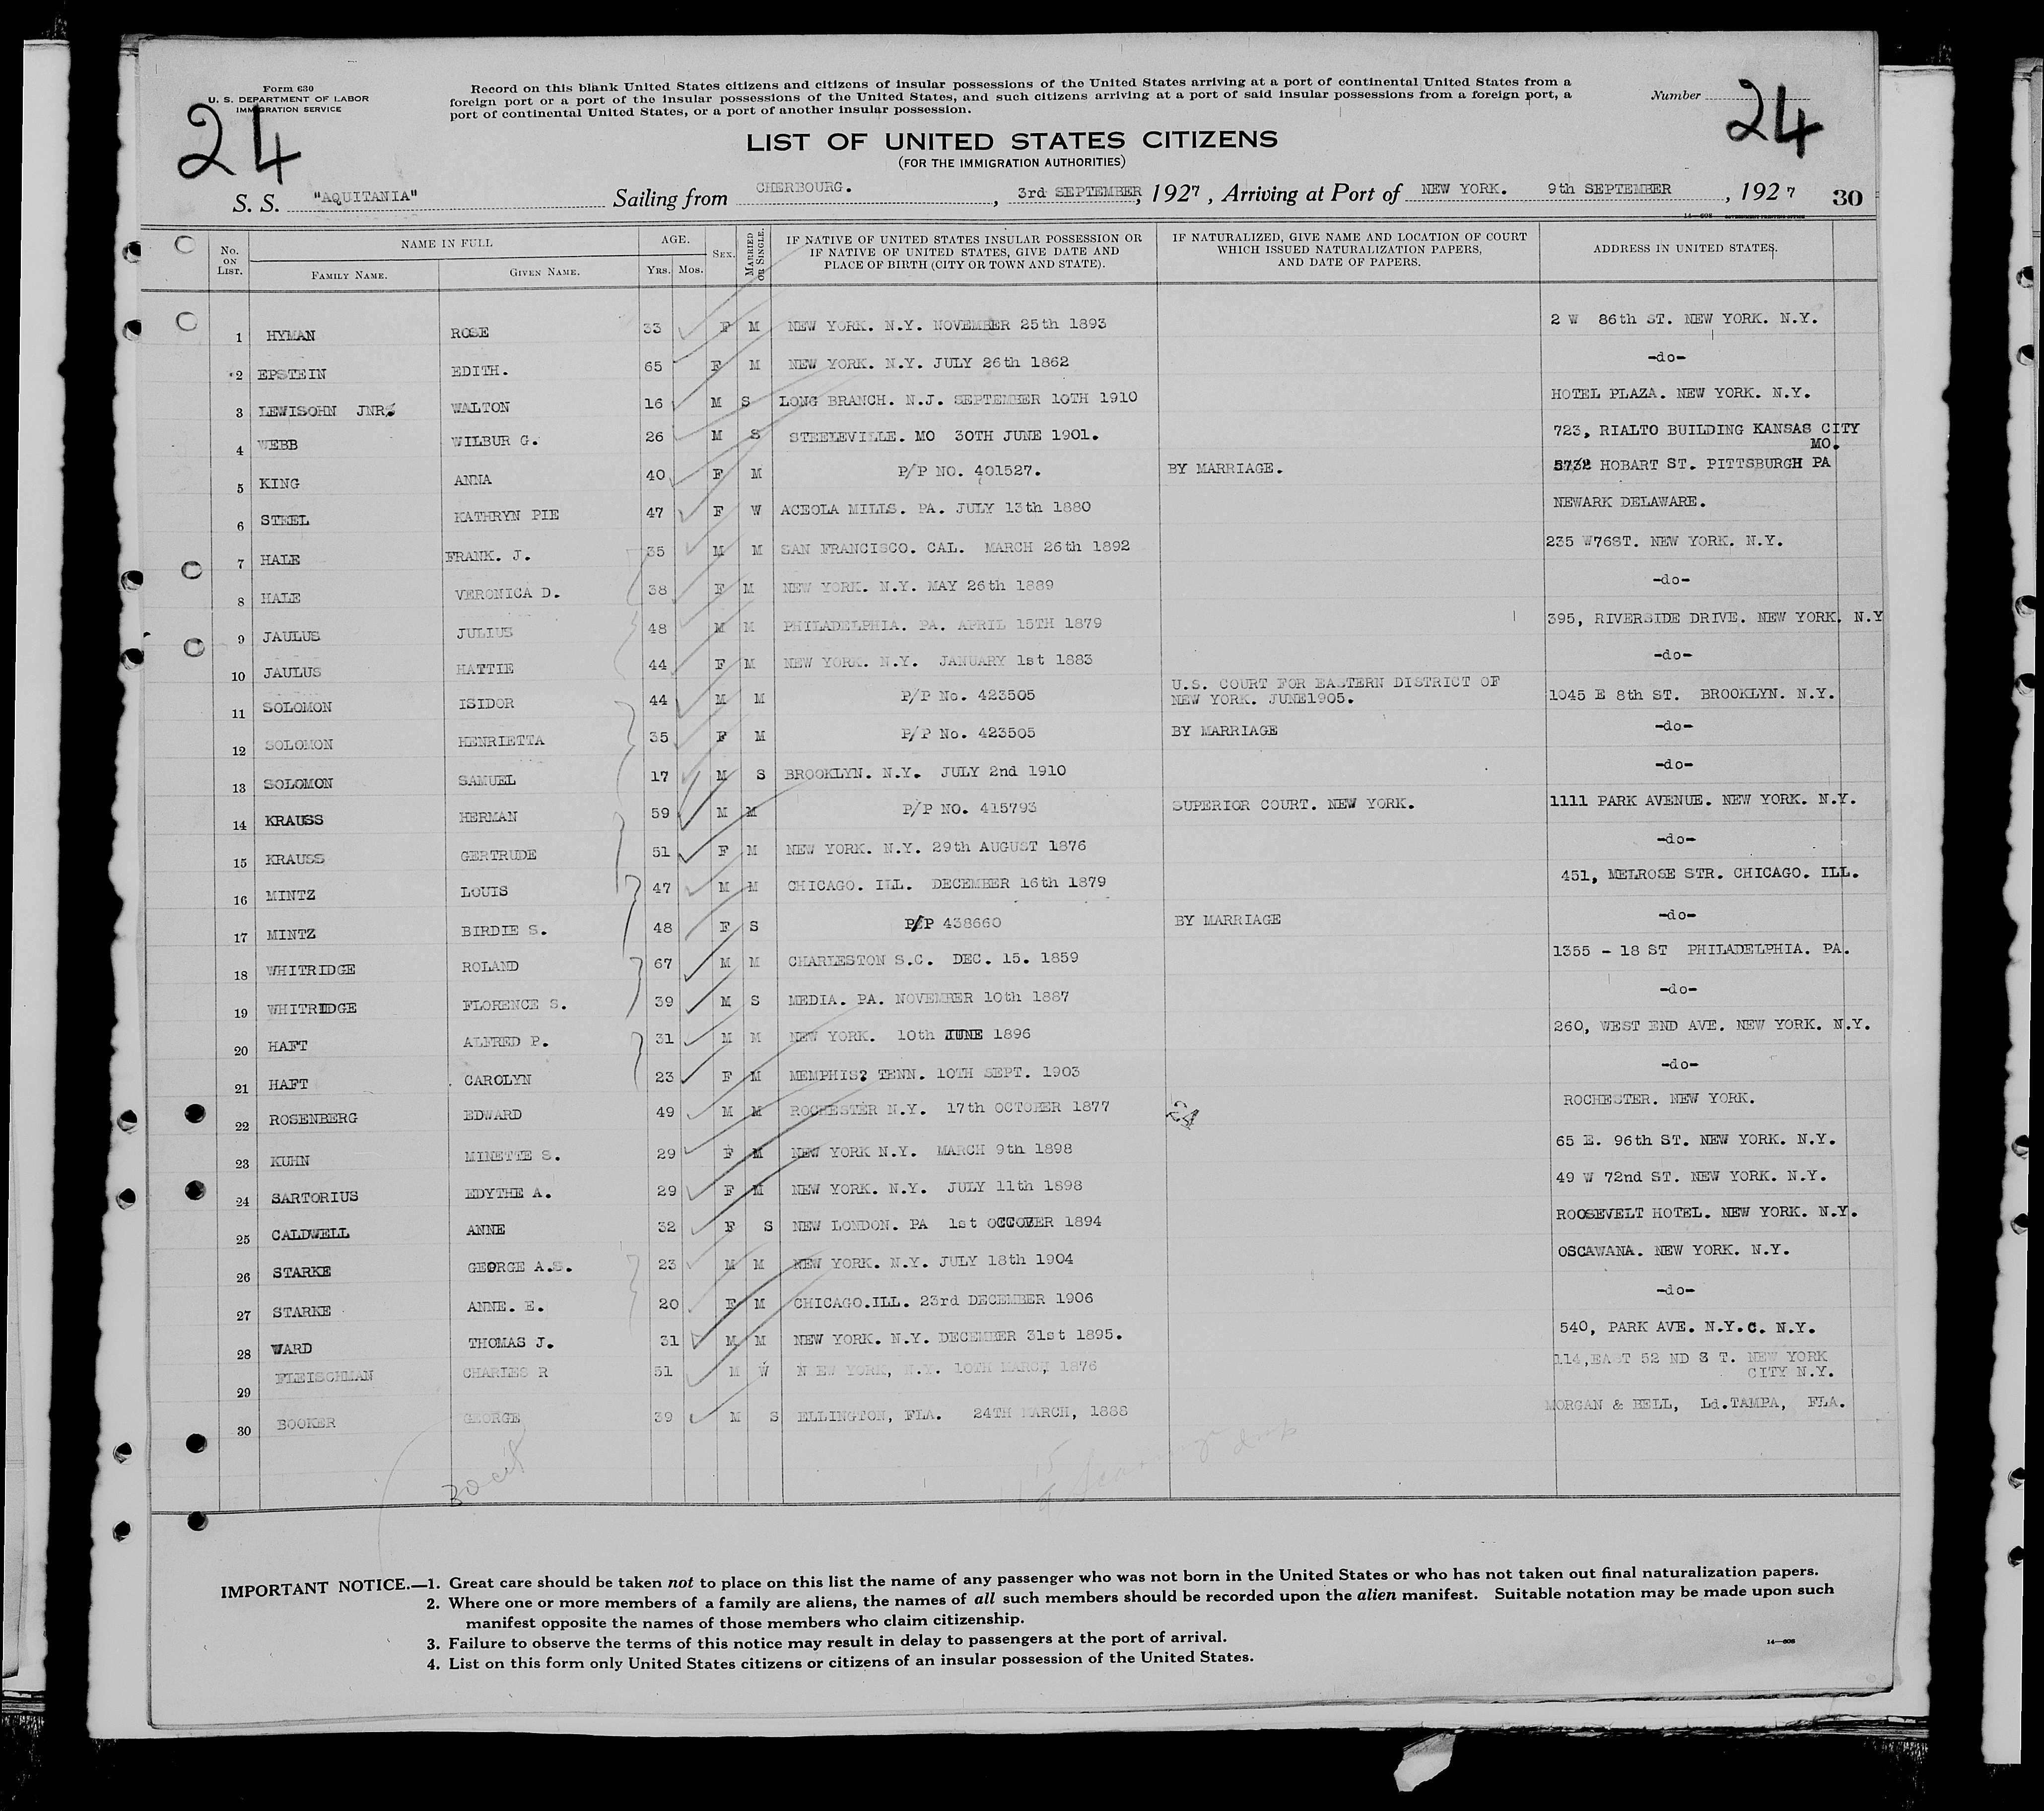 Form 630
U. S. DEPARTMENT OF LABOR
IMMIGRATION SERVICE
Record on this blank United States citizens and citizens of insular possessions of the United States arriving at a port of continental United States from a
foreign port or a port of the insular possessions of the United States, and such citizens arriving at a port of said insular possessions from a foreign port, a
port of continental United States, or a port of another insular possession.
Number
24
24
LIST OF UNITED STATES CITIZENS
(FOR THE IMMIGRATION AUTHORITIES)
S. S. "AQUITANIA" Sailing from CHERBOURG. , 3rd SEPTEMBER, 1927, Arriving at Port of NEW YORK. 9th SEPTEMBER , 1927 30
14—608
No. ON LIST. NAME IN FULL FAMILY NAME. GIVEN NAME. AGE. YRS. MOS. SEX. MARRIED OR SINGLE. IF NATIVE OF UNITED STATES INSULAR POSSESSION OR IF NATIVE OF UNITED STATES, GIVE DATE AND PLACE OF BIRTH (CITY OR TOWN AND STATE). IF NATURALIZED, GIVE NAME AND LOCATION OF COURT WHICH ISSUED NATURALIZATION PAPERS, AND DATE OF PAPERS. ADDRESS IN UNITED STATES.
1 HYMAN ROSE 33 F M NEW YORK. N.Y. NOVEMBER 25th 1893 2 W 86th ST. NEW YORK. N.Y.
2 EPSTEIN EDITH. 65 F M NEW YORK. N.Y. JULY 26th 1862 -do-
3 LEWISOHN JNR. WALTON 16 M S LONG BRANCH. N.J. SEPTEMBER 10TH 1910 HOTEL PLAZA. NEW YORK. N.Y.
4 WEBB WILBUR G. 26 M S STEELEVILLE. MO 30TH JUNE 1901. 723, RIALTO BUILDING KANSAS CITY MO.
5 KING ANNA 40 F M P/P NO. 401527. BY MARRIAGE. 5732 HOBART ST. PITTSBURGH PA
6 STEEL KATHRYN PIE 47 F W ACEOLA MILLS. PA. JULY 13th 1880 NEWARK DELAWARE.
7 HALE FRANK. J. 35 M M SAN FRANCISCO. CAL. MARCH 26th 1892 235 W76ST. NEW YORK. N.Y.
8 HALE VERONICA D. 38 F M NEW YORK. N.Y. MAY 26th 1889 -do-
9 JAULUS JULIUS 48 M M PHILADELPHIA. PA. APRIL 15TH 1879 395, RIVERSIDE DRIVE. NEW YORK. N.Y
10 JAULUS HATTIE 44 F M NEW YORK. N.Y. JANUARY 1st 1883 -do-
11 SOLOMON ISIDOR 44 M M P/P No. 423505 U.S. COURT FOR EASTERN DISTRICT OF NEW YORK. JUNE1905. 1045 E 8th ST. BROOKLYN. N.Y.
12 SOLOMON HENRIETTA 35 F M P/P No. 423505 BY MARRIAGE -do-
13 SOLOMON SAMUEL 17 M S BROOKLYN. N.Y. JULY 2nd 1910 -do-
14 KRAUSS HERMAN 59 M M P/P NO. 415793 SUPERIOR COURT. NEW YORK. 1111 PARK AVENUE. NEW YORK. N.Y.
15 KRAUSS GERTRUDE 51 F M NEW YORK. N.Y. 29th AUGUST 1876 -do-
16 MINTZ LOUIS 47 M M CHICAGO. ILL. DECEMBER 16th 1879 451, MELROSE STR. CHICAGO. ILL.
17 MINTZ BIRDIE S. 48 F S P/P 438660 BY MARRIAGE -do-
18 WHITRIDGE ROLAND 67 M M CHARLESTON S.C. DEC. 15. 1859 1355 - 18 ST PHILADELPHIA. PA.
19 WHITRIDGE FLORENCE S. 39 M S MEDIA. PA. NOVEMBER 10th 1887 -do-
20 HAFT ALFRED P. 31 M M NEW YORK. 10th JUNE 1896 260, WEST END AVE. NEW YORK. N.Y.
21 HAFT CAROLYN 23 F M MEMPHIS? TENN. 10TH SEPT. 1903 -do-
22 ROSENBERG EDWARD 49 M M ROCHESTER N.Y. 17th OCTOBER 1877 ROCHESTER. NEW YORK.
23 KUHN MINETTE S. 29 F M NEW YORK N.Y. MARCH 9th 1898 65 E. 96th ST. NEW YORK. N.Y.
24 SARTORIUS EDYTHE A. 29 F M NEW YORK. N.Y. JULY 11th 1898 49 W 72nd ST. NEW YORK. N.Y.
25 CALDWELL ANNE 32 F S NEW LONDON. PA 1st 1894 ROOSEVELT HOTEL. NEW YORK. N.Y.
26 STARKE GEORGE A.S. 23 M M NEW YORK. N.Y. JULY 18th 1904 OSCAWANA. NEW YORK. N.Y.
27 STARKE ANNE. E. 20 F M CHICAGO.ILL. 23rd DECEMBER 1906 -do-
28 WARD THOMAS J. 31 M M NEW YORK. N.Y. DECEMBER 31st 1895. 540, PARK AVE. N.Y.C. N.Y.
29 FLEISCHMAN CHARLES R 51 M W N EW YORK, N.Y. 10TH MARCH, 1876 114,EAST 52 ND S T. NEW YORK CITY N.Y.
30 BOOKER GEORGE 39 M S ELLINGTON, FLA. 24TH MARCH, 1888 MORGAN & BELL, Ld.TAMPA, FLA.
30 cit
IMPORTANT NOTICE.—1. Great care should be taken not to place on this list the name of any passenger who was not born in the United States or who has not taken out final naturalization papers.
2. Where one or more members of a family are aliens, the names of all such members should be recorded upon the alien manifest. Suitable notation may be made upon such
manifest opposite the names of those members who claim citizenship.
3. Failure to observe the terms of this notice may result in delay to passengers at the port of arrival.
4. List on this form only United States citizens or citizens of an insular possession of the United States.
14—608